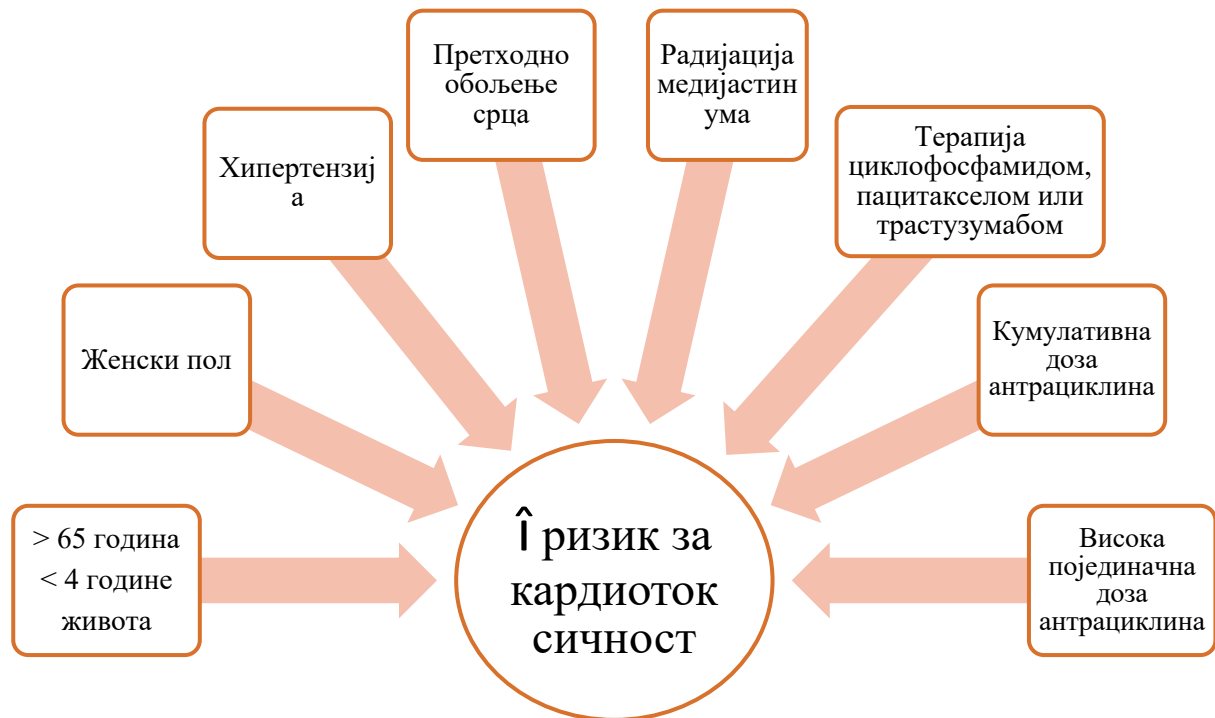 Претходно
обољење
срца
Радијација
медијастин
ума
Хипертензиј
а
Терапија
циклофосфамидом,
пацитакселом или
трастузумабом
Женски пол
Кумулативна
доза
антрациклина
> 65 година
< 4 године
живота
Î ризик за
кардиоток
сичност
Висока
појединачна
доза
антрациклина